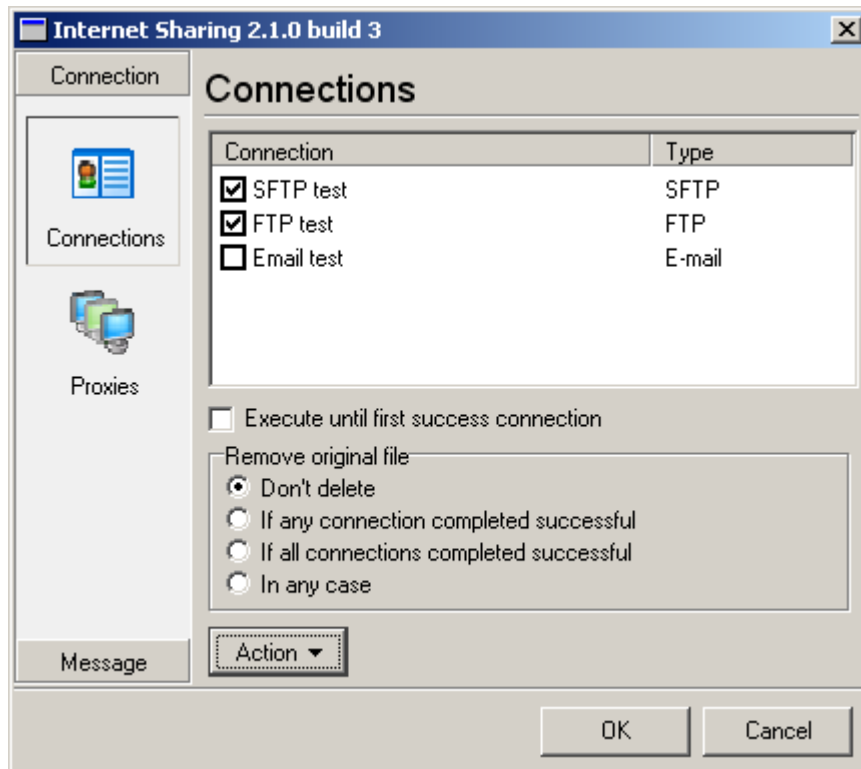 Internet Sharing 2.1.0 build 3
Connection
Connections
Proxies
Message
Connections
Connection Type
SFTP test SFTP
FTP test FTP
Email test E-mail
Execute until first success connection
Remove original file
Don't delete
If any connection completed successful
If all connections completed successful
In any case
Action
OK Cancel